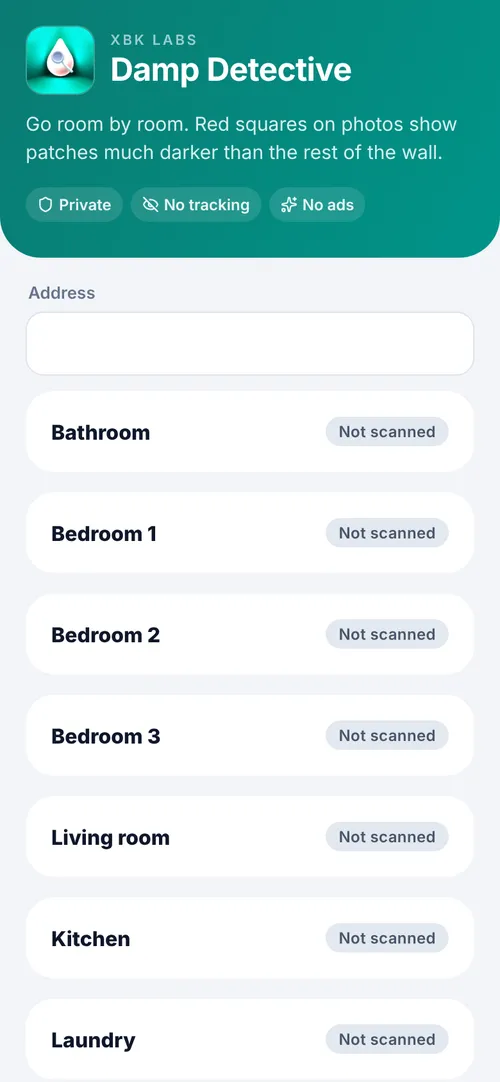 XBK LABS
Damp Detective
Go room by room. Red squares on photos show
patches much darker than the rest of the wall.
Private
No tracking
No ads
Address
Bathroom
Not scanned
Bedroom 1
Not scanned
Bedroom 2
Not scanned
Bedroom 3
Not scanned
Living room
Not scanned
Kitchen
Not scanned
Laundry
Not scanned